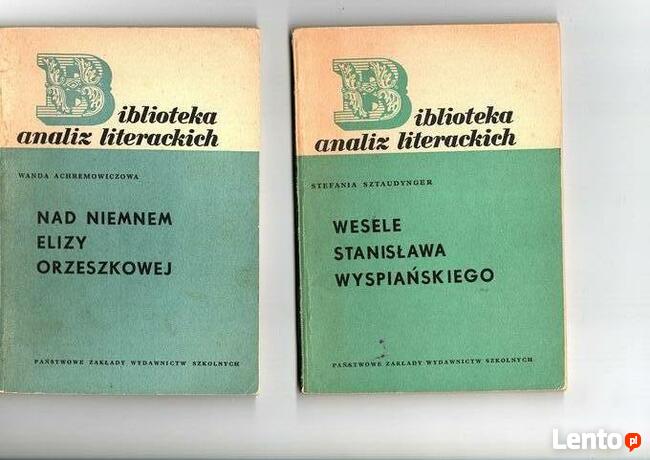 Biblioteka
analiz literackich
WANDA ACHREMOWICZOWA
NAD NIEMNEM
ELIZY
ORZESZKOWEJ
PAŃSTWOWE ZAKŁADY WYDAWNICTW SZKOLNYCH
Biblioteka
analiz literackich
STEFANIA SZTAUDYNGER
WESELE
STANISŁAWA
WYSPIAŃSKIEGO
PAŃSTWOWE ZAKŁADY WYDAWNICTW SZKOLNYCH
Lento.pl